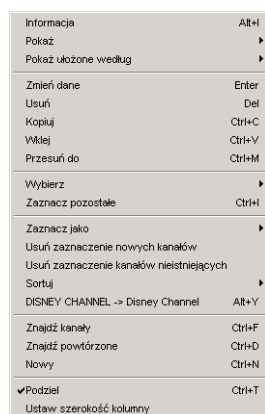 Informacja Alt+I
Pokaż
Pokaż ułożone według
Zmień dane Enter
Usuń Del
Kopiuj Ctrl+C
Wklej Ctrl+V
Przesuń do Ctrl+M
Wybierz
Zaznacz pozostałe Ctrl+I
Zaznacz jako
Usuń zaznaczenie nowych kanałów
Usuń zaznaczenie kanałów nieistniejących
Sortuj
DISNEY CHANNEL -> Disney Channel Alt+Y
Znajdź kanały Ctrl+F
Znajdź powtórzone Ctrl+D
Nowy Ctrl+N
Podziel Ctrl+T
Ustaw szerokość kolumny